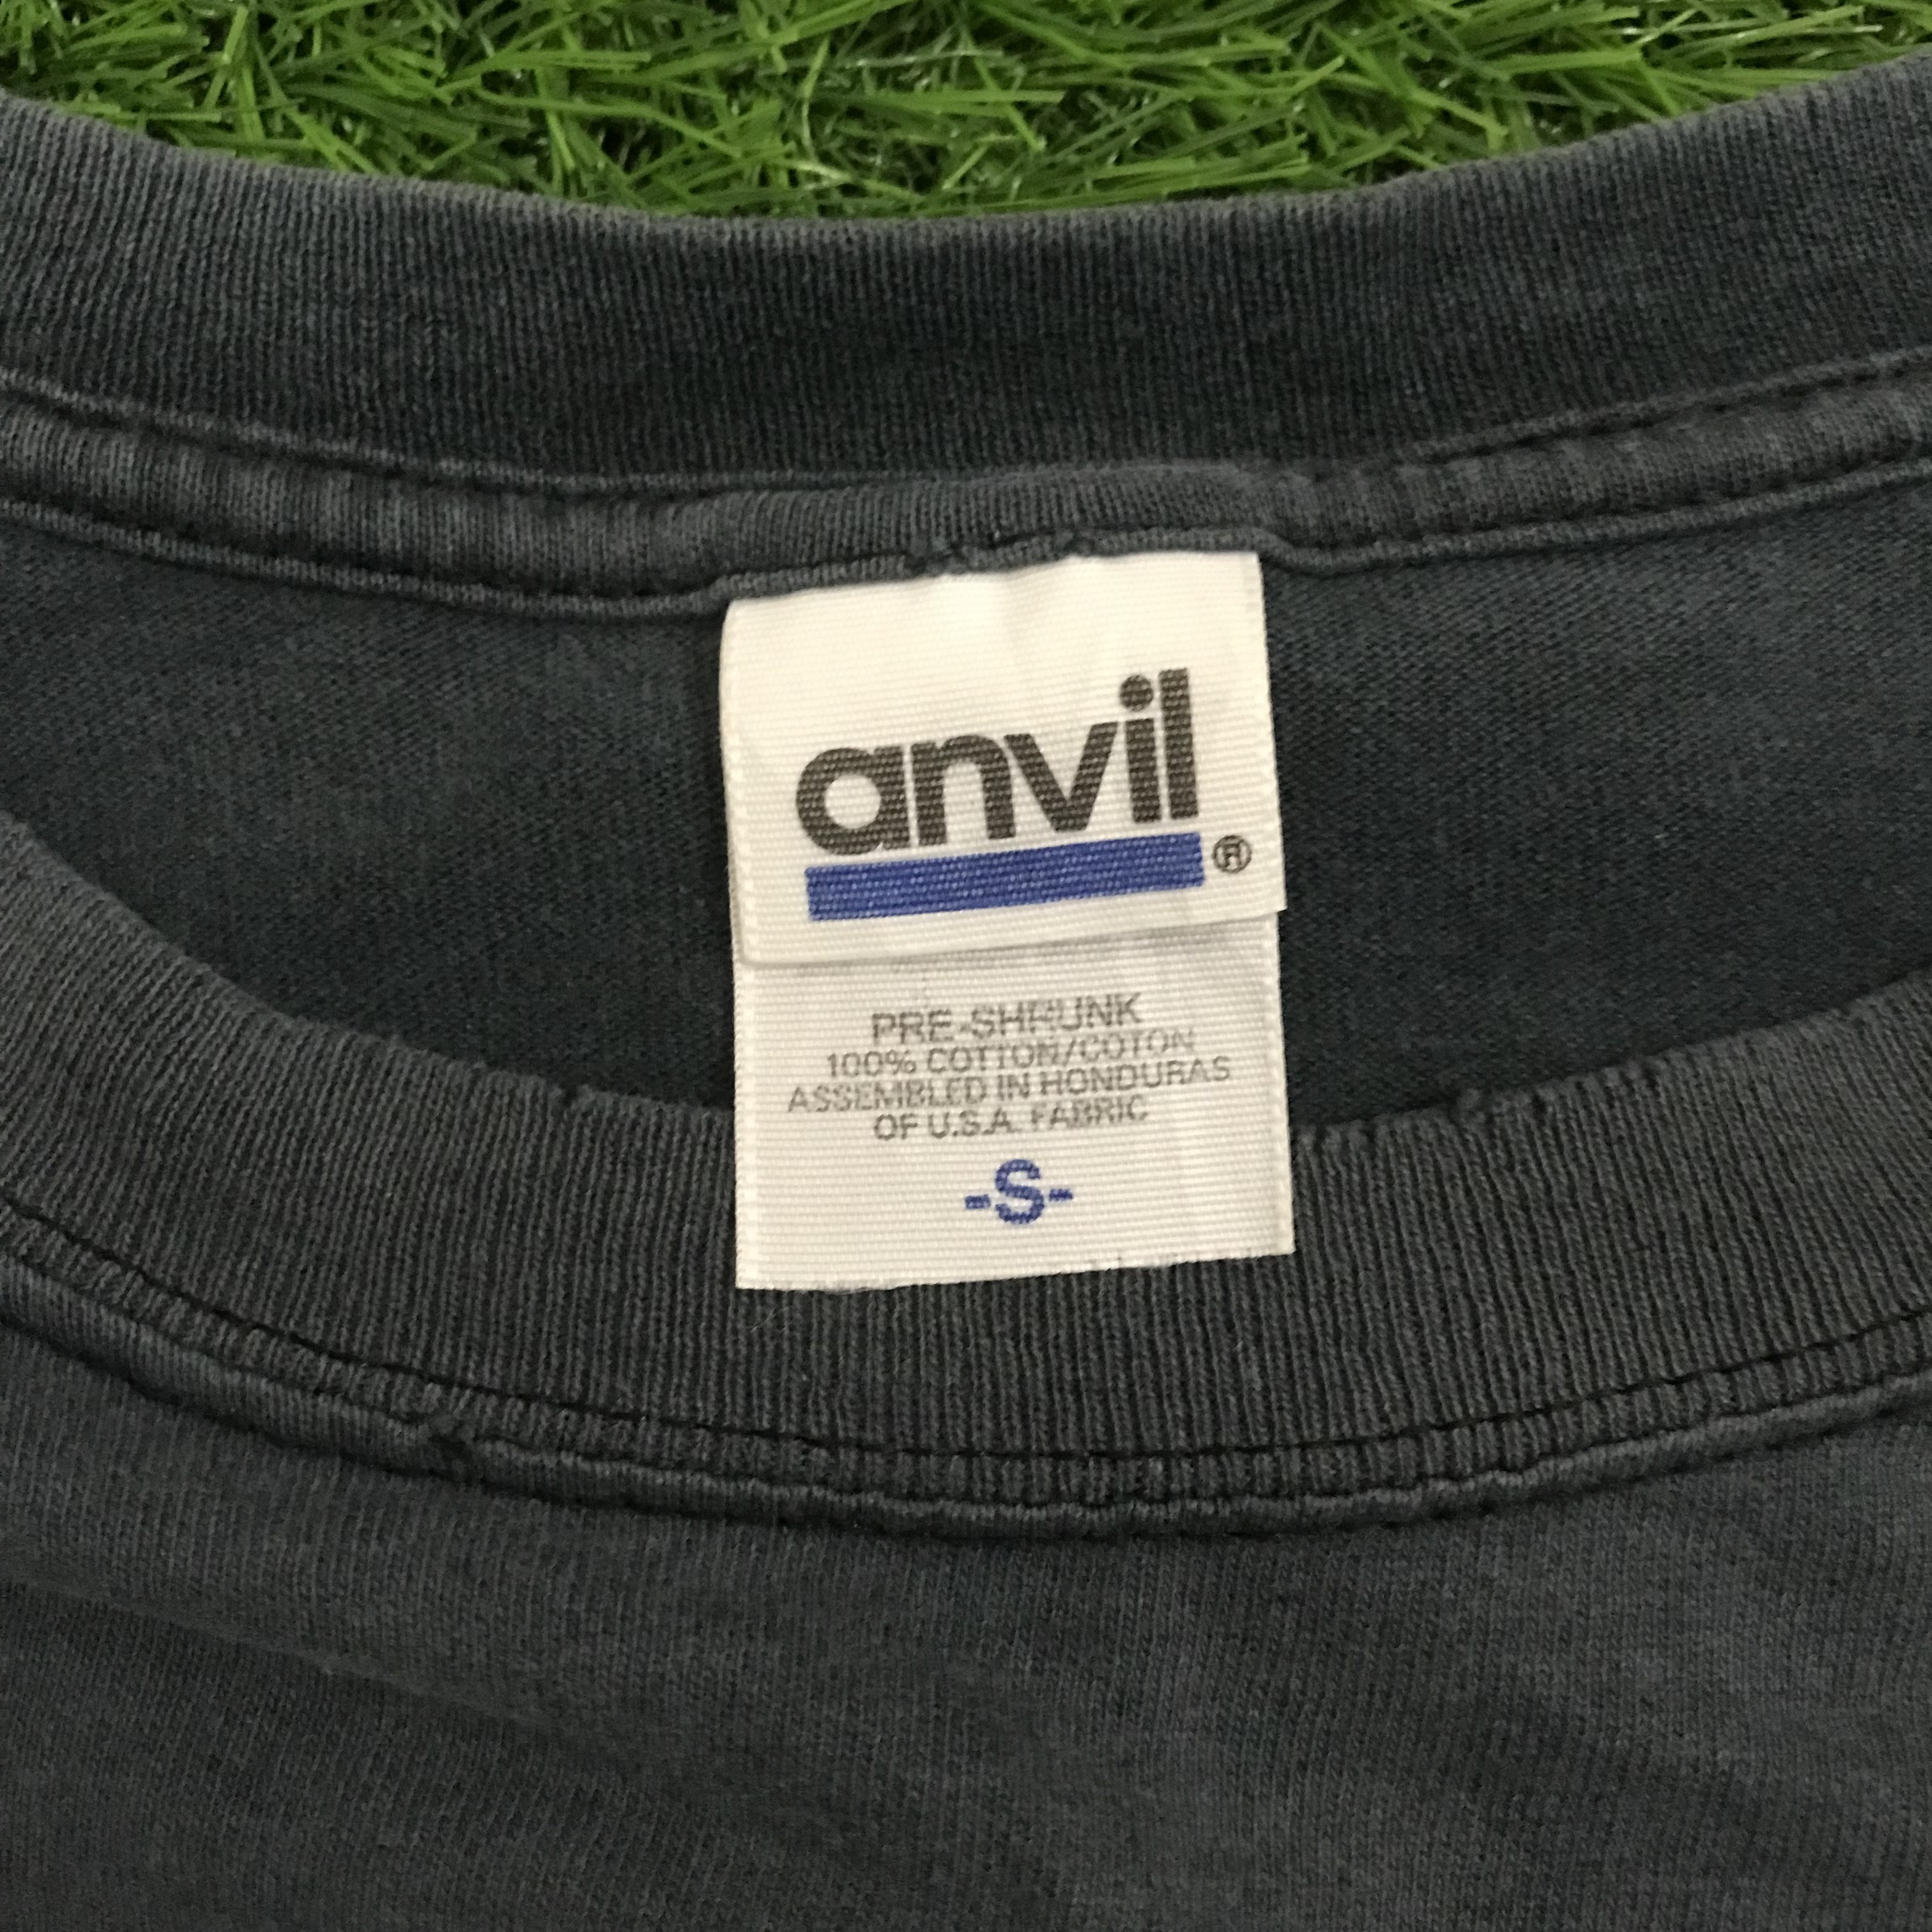 anvil
®
PRE-SHRUNK
100% COTTON/COTON
ASSEMBLED IN HONDURAS
OF U.S.A. FABRIC
-S-